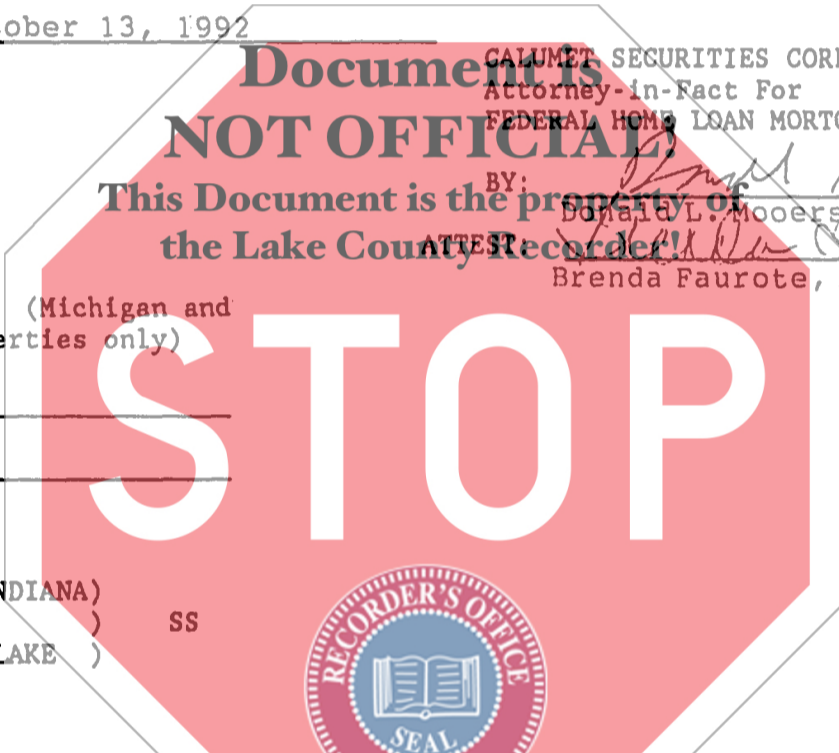 ober 13, 1992
CALUMET SECURITIES COR
Attorney-in-Fact For
FEDERAL HOME LOAN MORT
BY:
Donald L. Mooers
ATTEST:
Brenda Faurote,
Document is
NOT OFFICIAL!
This Document is the property of
the Lake County Recorder!
(Michigan and
erties only)
STOP
NDIANA)
) SS
LAKE )
RECORDER'S OFFICE
SEAL